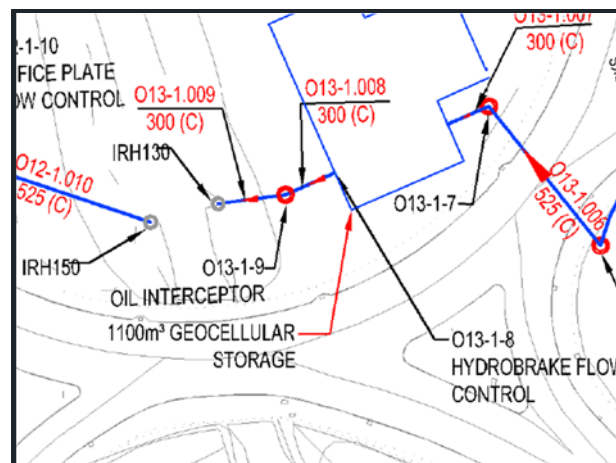 O13-1.007
300 (C)
2-1-10
FICE PLATE
OW CONTROL
O13-1.009
300 (C)
O13-1.008
300 (C)
IRH130
O12-1.010
525 (C)
O13-1-7
O13-1.006
525 (C)
IRH150
O13-1-9
OIL INTERCEPTOR
1100m³ GEOCELLULAR
STORAGE
O13-1-8
HYDROBRAKE FLOW
CONTROL